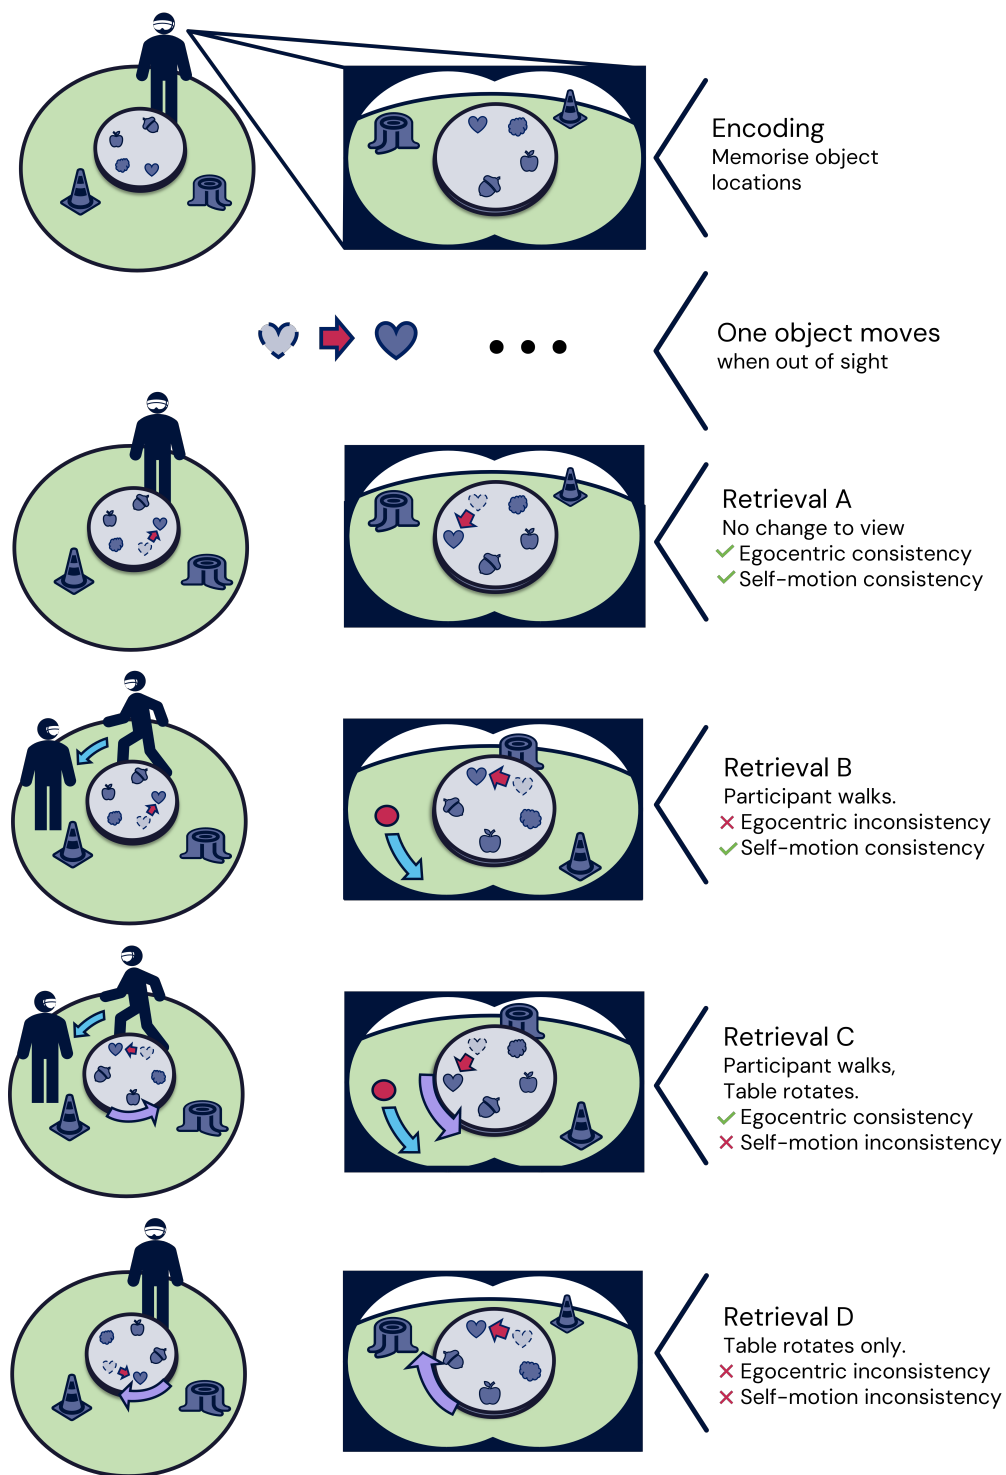 Encoding
Memorise object
locations
One object moves
when out of sight
Retrieval A
No change to view
Egocentric consistency
Self-motion consistency
Retrieval B
Participant walks.
Egocentric inconsistency
Self-motion consistency
Retrieval C
Participant walks,
Table rotates.
Egocentric consistency
Self-motion inconsistency
Retrieval D
Table rotates only.
Egocentric inconsistency
Self-motion inconsistency